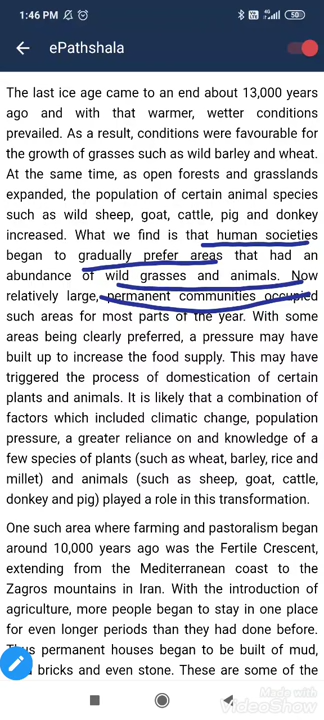 1:46 PM
4G
50
ePathshala
The last ice age came to an end about 13,000 years
ago and with that warmer, wetter conditions
prevailed. As a result, conditions were favourable for
the growth of grasses such as wild barley and wheat.
At the same time, as open forests and grasslands
expanded, the population of certain animal species
such as wild sheep, goat, cattle, pig and donkey
increased. What we find is that human societies
began to gradually prefer areas that had an
abundance of wild grasses and animals. Now
relatively large, permanent communities occupied
such areas for most parts of the year. With some
areas being clearly preferred, a pressure may have
built up to increase the food supply. This may have
triggered the process of domestication of certain
plants and animals. It is likely that a combination of
factors which included climatic change, population
pressure, a greater reliance on and knowledge of a
few species of plants (such as wheat, barley, rice and
millet) and animals (such as sheep, goat, cattle,
donkey and pig) played a role in this transformation.
One such area where farming and pastoralism began
around 10,000 years ago was the Fertile Crescent,
extending from the Mediterranean coast to the
Zagros mountains in Iran. With the introduction of
agriculture, more people began to stay in one place
for even longer periods than they had done before.
Thus permanent houses began to be built of mud,
bricks and even stone. These are some of the
Made with
VideoShow